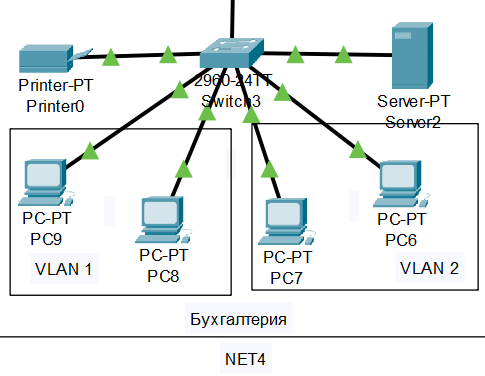 2960-24TT
Switch3
Printer-PT
Printer0
Server-PT
Server2
PC-PT
PC9
PC-PT
PC8
PC-PT
PC7
PC-PT
PC6
VLAN 1
VLAN 2
Бухгалтерия
NET4